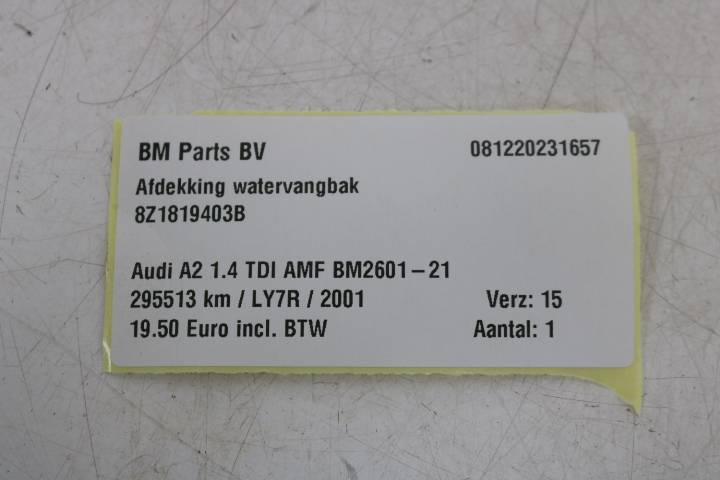 BM Parts BV 081220231657
Afdekking watervangbak
8Z1819403B
Audi A2 1.4 TDI AMF BM2601-21
295513 km / LY7R / 2001 Verz: 15
19.50 Euro incl. BTW Aantal: 1